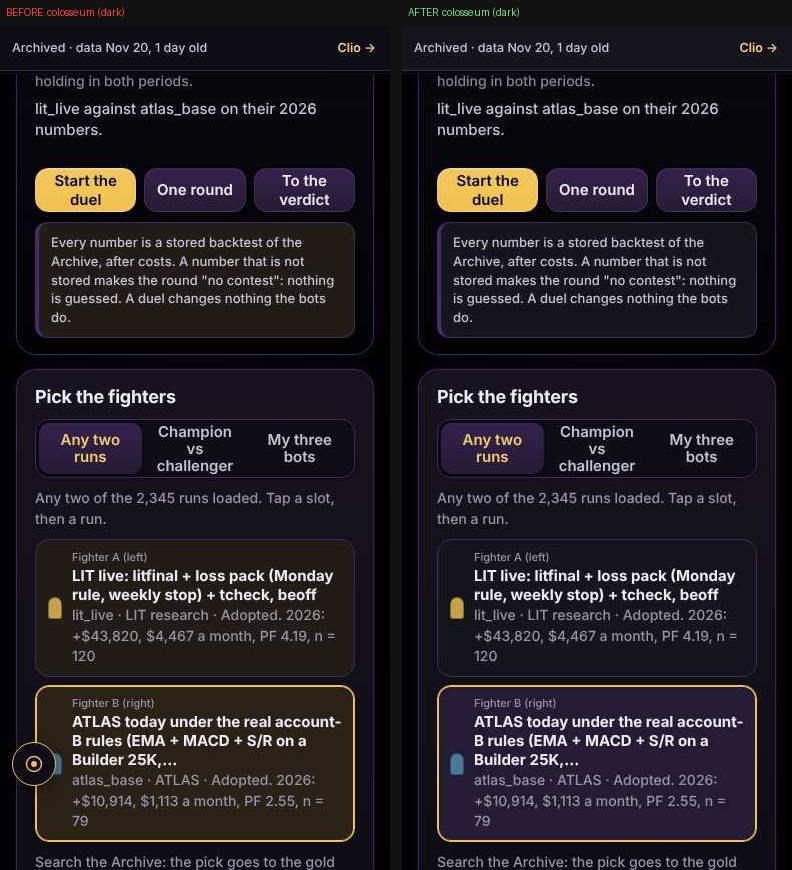 BEFORE colosseum (dark)
Archived · data Nov 20, 1 day old
Clio →
holding in both periods.
lit_live against atlas_base on their 2026
numbers.
Start the
duel
One round
To the
verdict
Every number is a stored backtest of the
Archive, after costs. A number that is not
stored makes the round "no contest": nothing
is guessed. A duel changes nothing the bots
do.
Pick the fighters
Any two
runs
Champion
vs
challenger
My three
bots
Any two of the 2,345 runs loaded. Tap a slot,
then a run.
Fighter A (left)
LIT live: litfinal + loss pack (Monday
rule, weekly stop) + tcheck, beoff
lit_live · LIT research · Adopted. 2026:
+$43,820, $4,467 a month, PF 4.19, n =
120
Fighter B (right)
ATLAS today under the real account-
B rules (EMA + MACD + S/R on a
Builder 25K,...
atlas_base · ATLAS · Adopted. 2026:
+$10,914, $1,113 a month, PF 2.55, n =
79
Search the Archive: the pick goes to the gold
AFTER colosseum (dark)
Archived · data Nov 20, 1 day old
Clio →
holding in both periods.
lit_live against atlas_base on their 2026
numbers.
Start the
duel
One round
To the
verdict
Every number is a stored backtest of the
Archive, after costs. A number that is not
stored makes the round "no contest": nothing
is guessed. A duel changes nothing the bots
do.
Pick the fighters
Any two
runs
Champion
vs
challenger
My three
bots
Any two of the 2,345 runs loaded. Tap a slot,
then a run.
Fighter A (left)
LIT live: litfinal + loss pack (Monday
rule, weekly stop) + tcheck, beoff
lit_live · LIT research · Adopted. 2026:
+$43,820, $4,467 a month, PF 4.19, n =
120
Fighter B (right)
ATLAS today under the real account-
B rules (EMA + MACD + S/R on a
Builder 25K,...
atlas_base · ATLAS · Adopted. 2026:
+$10,914, $1,113 a month, PF 2.55, n =
79
Search the Archive: the pick goes to the gold